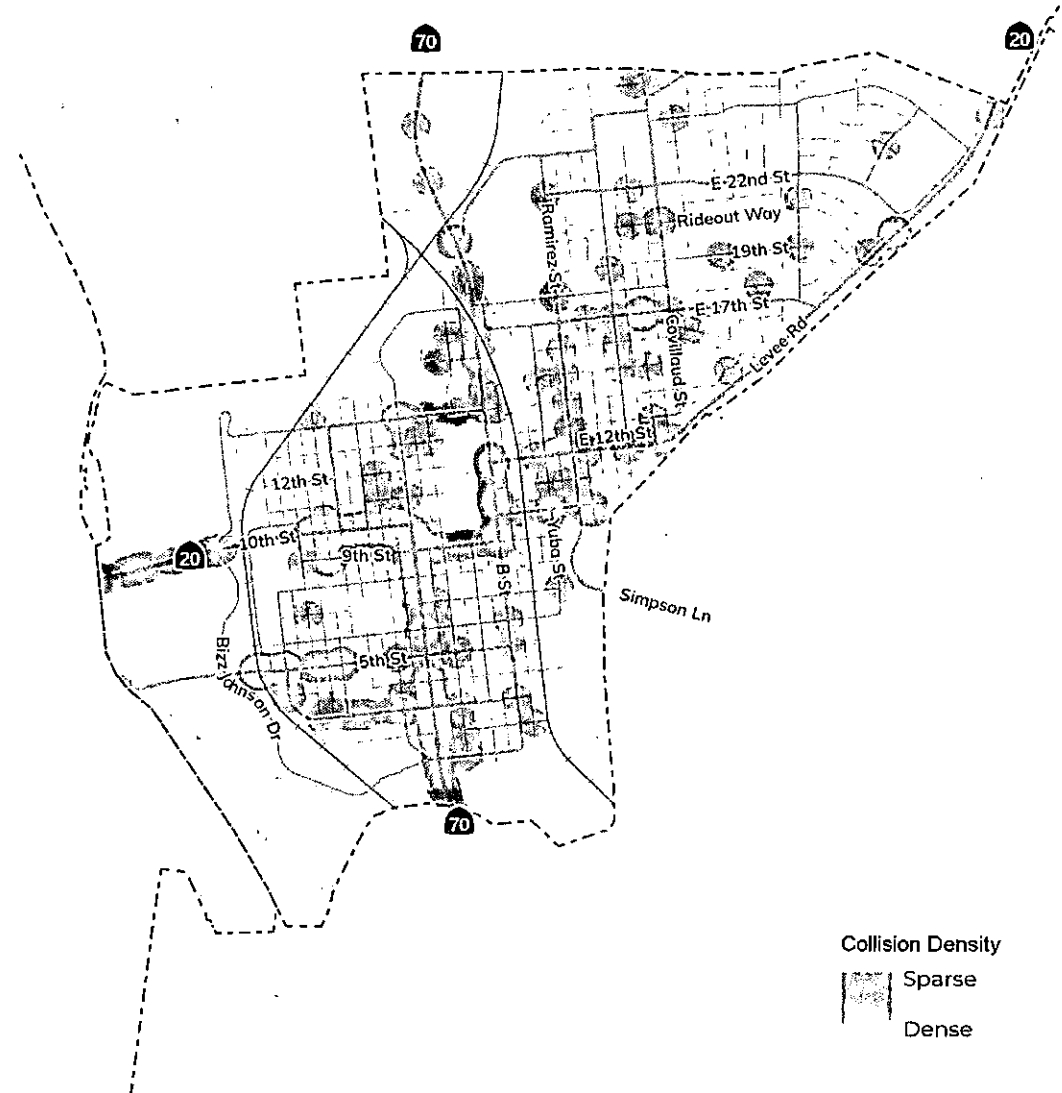 70
20
E 22nd St
Ramirez St
Rideout Way
19th St
E 17th St
Covillaud St
Levee Rd
E 12th St
12th St
10th St
20
9th St
B St
Yuba St
Simpson Ln
5th St
Johnson Dr
70
Collision Density
Sparse
Dense